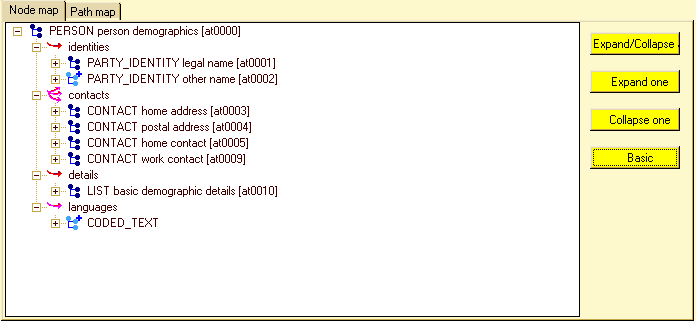 Node map
Path map
PERSON person demographics [at0000]
identities
PARTY_IDENTITY legal name [at0001]
PARTY_IDENTITY other name [at0002]
contacts
CONTACT home address [at0003]
CONTACT postal address [at0004]
CONTACT home contact [at0005]
CONTACT work contact [at0009]
details
LIST basic demographic details [at0010]
languages
CODED_TEXT
Expand/Collapse
Expand one
Collapse one
Basic